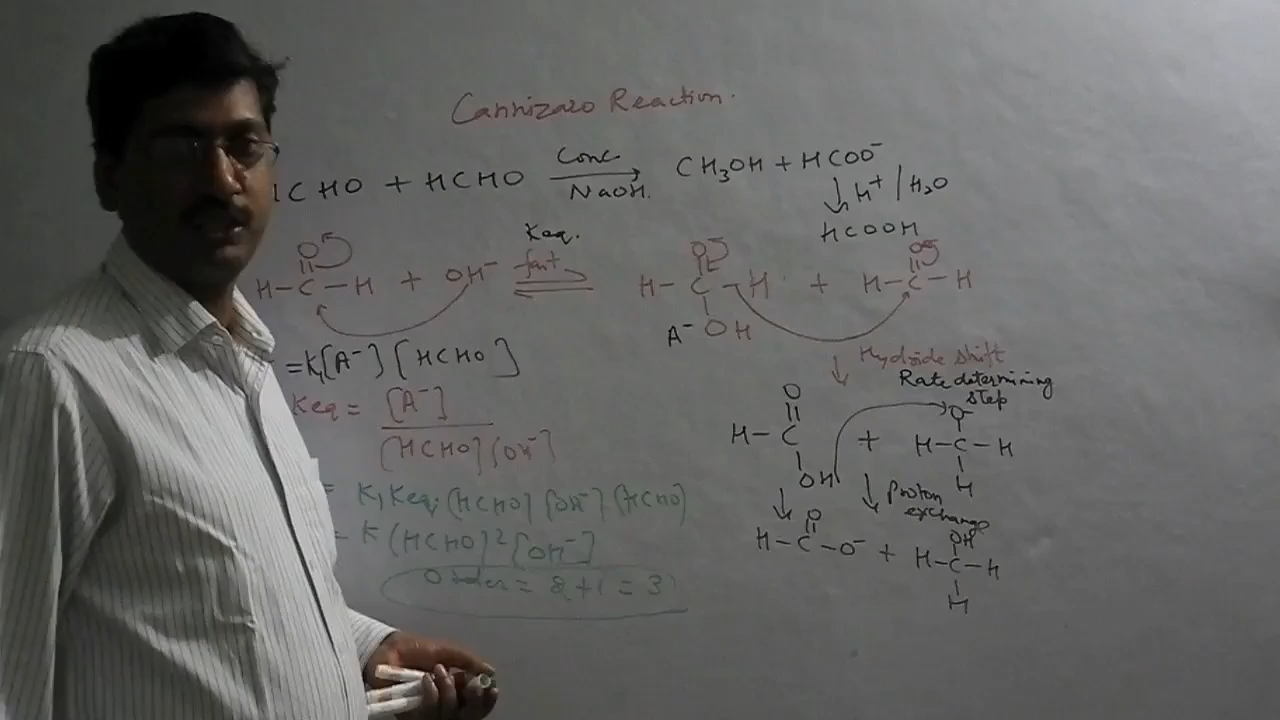 Cannizaro Reaction.
HCHO + HCHO Conc NaOH. CH3OH + HCOO⁻
H⁺ / H2O
HCOOH
Keq.
fast
O O⁻ O
H-C-H + OH⁻ ⇌ H-C-H + H-C-H
A⁻ OH
=K1[A⁻][HCHO]
Hydride shift
Rate determining
step
Keq = [A⁻]
[HCHO][OH⁻]
O O⁻
H-C + H-C-H
OH H
= K1Keq.[HCHO][OH⁻][HCHO]
Proton
exchange
= K[HCHO]²[OH⁻]
O OH
H-C-O⁻ + H-C-H
H
Order = 2+1 = 3